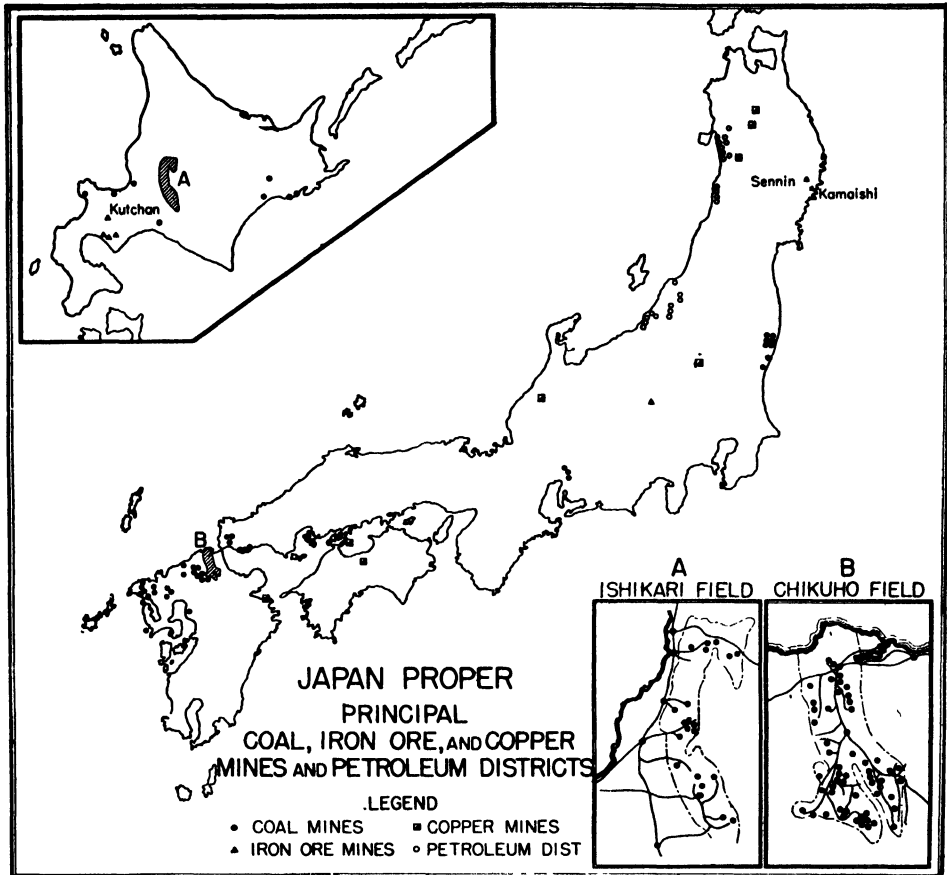 A
Kutchan
Sennin
Kamaishi
B
A
ISHIKARI FIELD
B
CHIKUHO FIELD
JAPAN PROPER
PRINCIPAL
COAL, IRON ORE, AND COPPER
MINES AND PETROLEUM DISTRICTS
.LEGEND
COAL MINES
COPPER MINES
IRON ORE MINES
PETROLEUM DIST